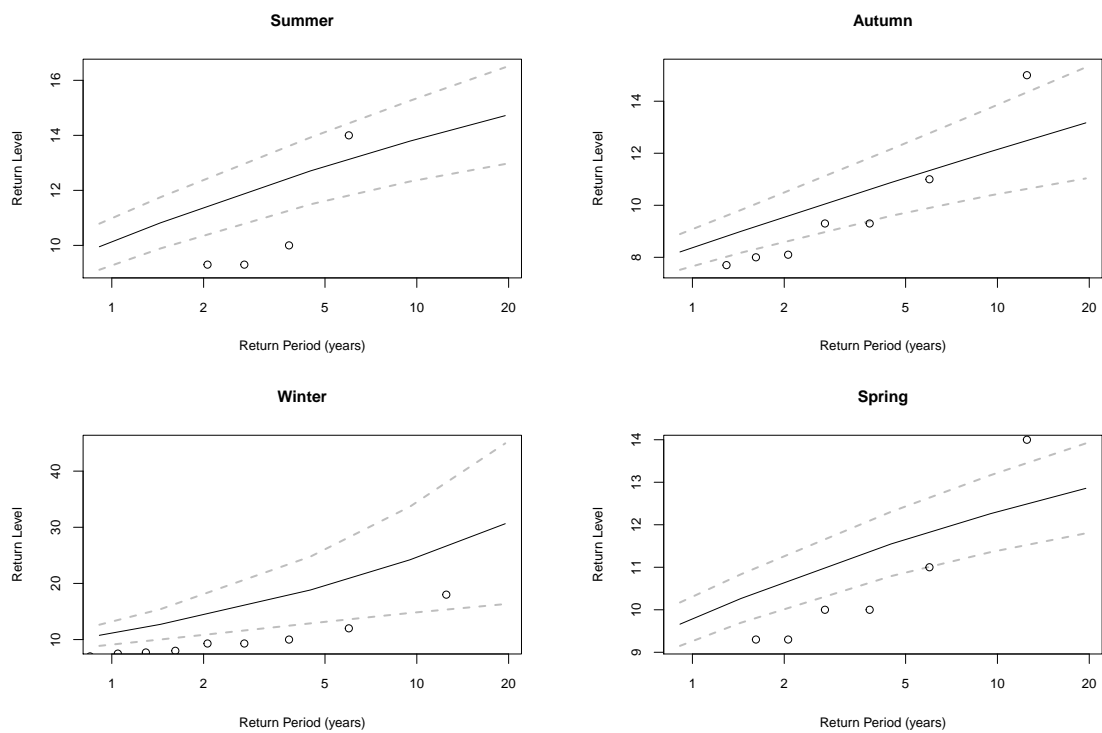 Summer
Return Level
16
14
12
10
1 2 5 10 20
Return Period (years)
Autumn
Return Level
14
12
10
8
1 2 5 10 20
Return Period (years)
Winter
Return Level
40
30
20
10
1 2 5 10 20
Return Period (years)
Spring
Return Level
14
13
12
11
10
9
1 2 5 10 20
Return Period (years)